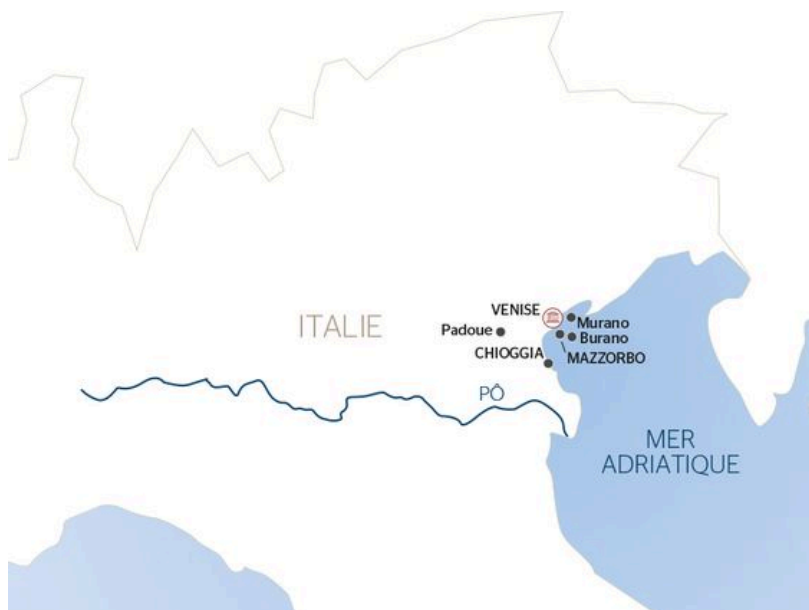 VENISE
Murano
ITALIE
Padoue
Burano
CHIOGGIA
MAZZORBO
PÔ
MER
ADRIATIQUE